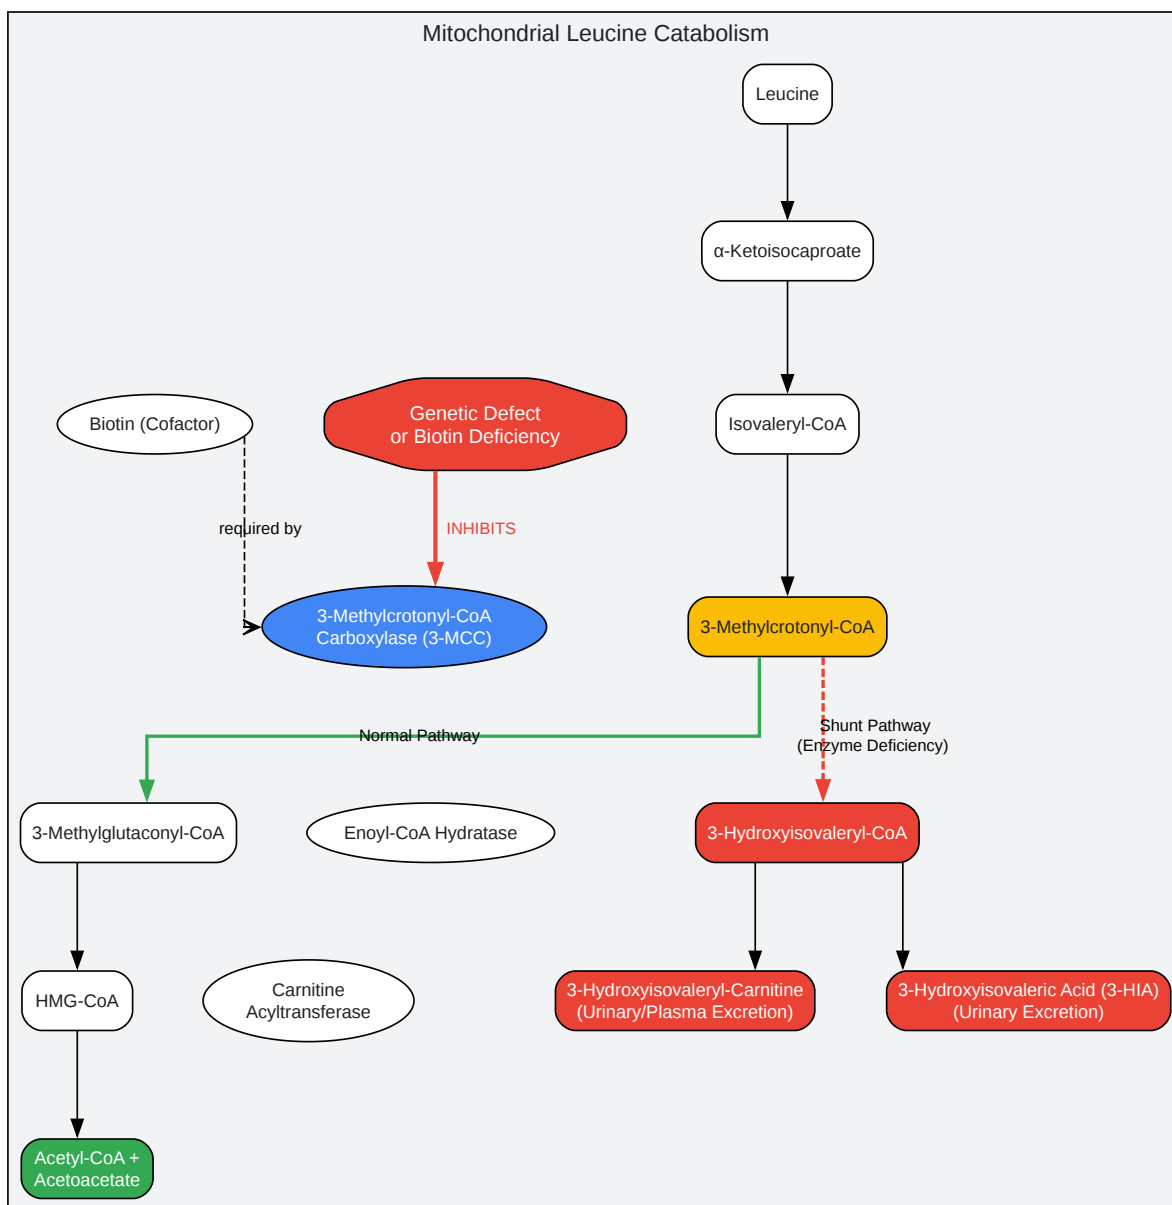 Mitochondrial Leucine Catabolism
Leucine
α-Ketoisocaproate
Biotin (Cofactor)
Genetic Defect
or Biotin Deficiency
Isovaleryl-CoA
required by
INHIBITS
3-Methylcrotonyl-CoA
Carboxylase (3-MCC)
3-Methylcrotonyl-CoA
Normal Pathway
Shunt Pathway
(Enzyme Deficiency)
3-Methylglutaconyl-CoA
Enoyl-CoA Hydratase
3-Hydroxyisovaleryl-CoA
HMG-CoA
Carnitine
Acyltransferase
3-Hydroxyisovaleryl-Carnitine
(Urinary/Plasma Excretion)
3-Hydroxyisovaleric Acid (3-HIA)
(Urinary Excretion)
Acetyl-CoA +
Acetoacetate